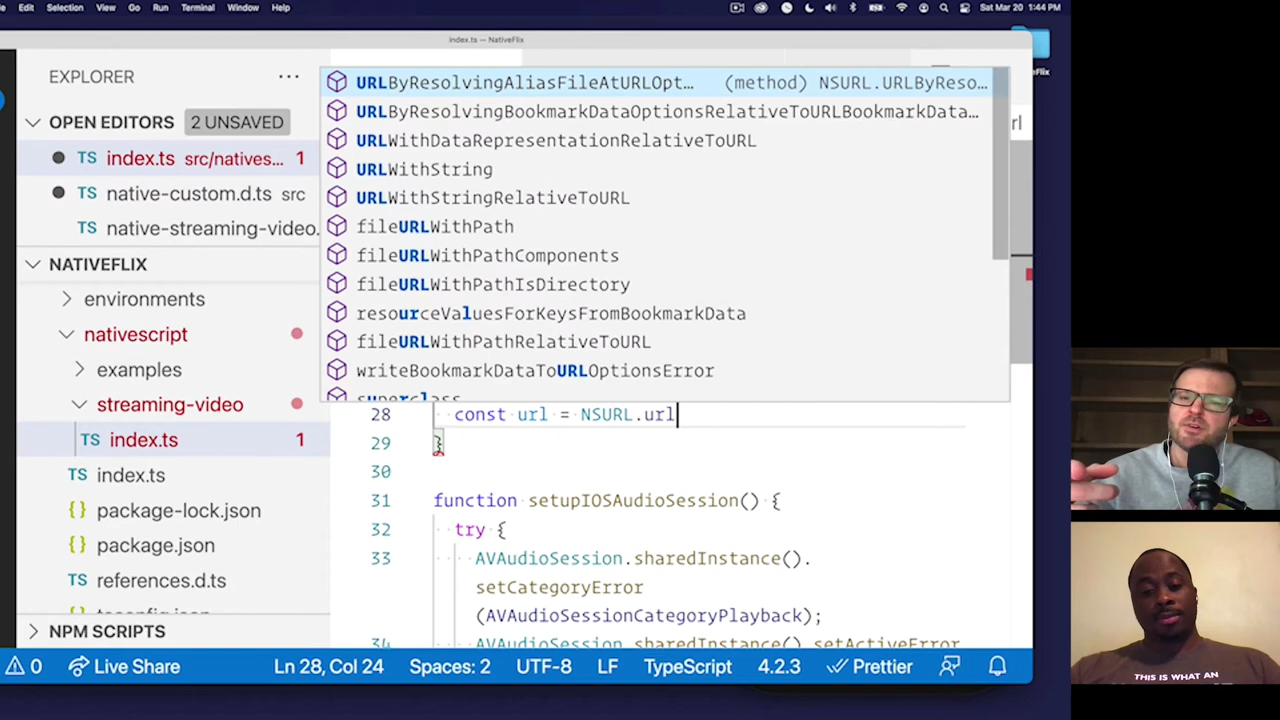 Edit Selection View Go Run Terminal Window Help Sat Mar 20 1:44 PM
index.ts — NativeFlix
EXPLORER ...
OPEN EDITORS 2 UNSAVED
TS index.ts src/natives... 1
TS native-custom.d.ts src
TS native-streaming-video.
NATIVEFLIX
environments
nativescript
examples
streaming-video
TS index.ts 1
TS index.ts
{} package-lock.json
{} package.json
TS references.d.ts
NPM SCRIPTS
URLByResolvingAliasFileAtURLOpt... (method) NSURL.URLByReso...
URLByResolvingBookmarkDataOptionsRelativeToURLBookmarkData...
URLWithDataRepresentationRelativeToURL
URLWithString
URLWithStringRelativeToURL
fileURLWithPath
fileURLWithPathComponents
fileURLWithPathIsDirectory
resourceValuesForKeysFromBookmarkData
fileURLWithPathRelativeToURL
writeBookmarkDataToURLOptionsError
superclass
28 const url = NSURL.url
29 }
30
31 function setupIOSAudioSession() {
32 try {
33 AVAudioSession.sharedInstance().
setCategoryError
(AVAudioSessionCategoryPlayback);
34 AVAudioSession.sharedInstance().setActiveError
0 Live Share Ln 28, Col 24 Spaces: 2 UTF-8 LF TypeScript 4.2.3 Prettier
THIS IS WHAT AN